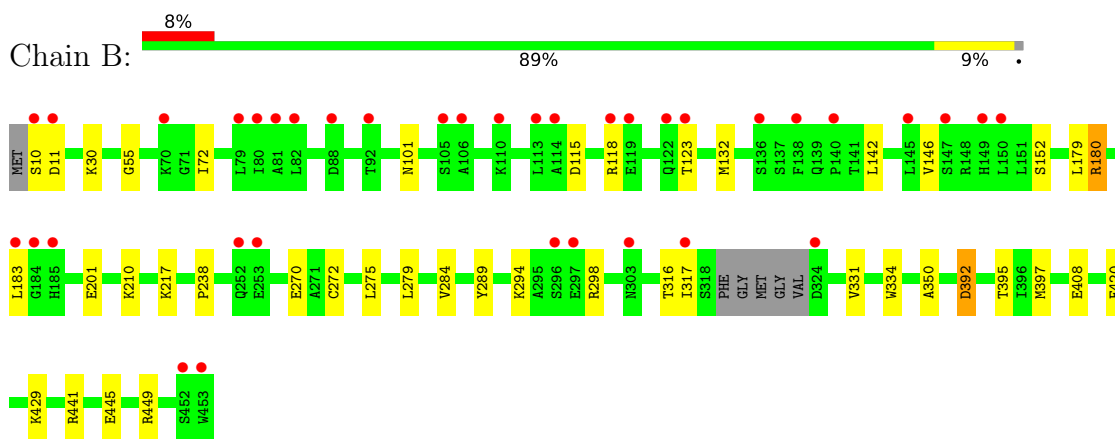 8%
Chain B:
89%
9%
•
MET
S10
D11
K30
G55
K70
G71
I72
L79
I80
A81
L82
D88
T92
N101
S105
A106
K110
L113
A114
D115
R118
E119
Q122
T123
M132
S136
S137
F138
Q139
P140
T141
L142
L145
V146
S147
R148
H149
L150
L151
S152
L179
R180
L183
G184
H185
E201
K210
K217
P238
Q252
E253
E270
A271
C272
L275
L279
V284
Y289
K294
A295
S296
E297
R298
N303
T316
I317
S318
PHE
GLY
MET
GLY
VAL
D324
V331
W334
A350
D392
T395
I396
M397
E408
K429
R441
E445
R449
S452
W453